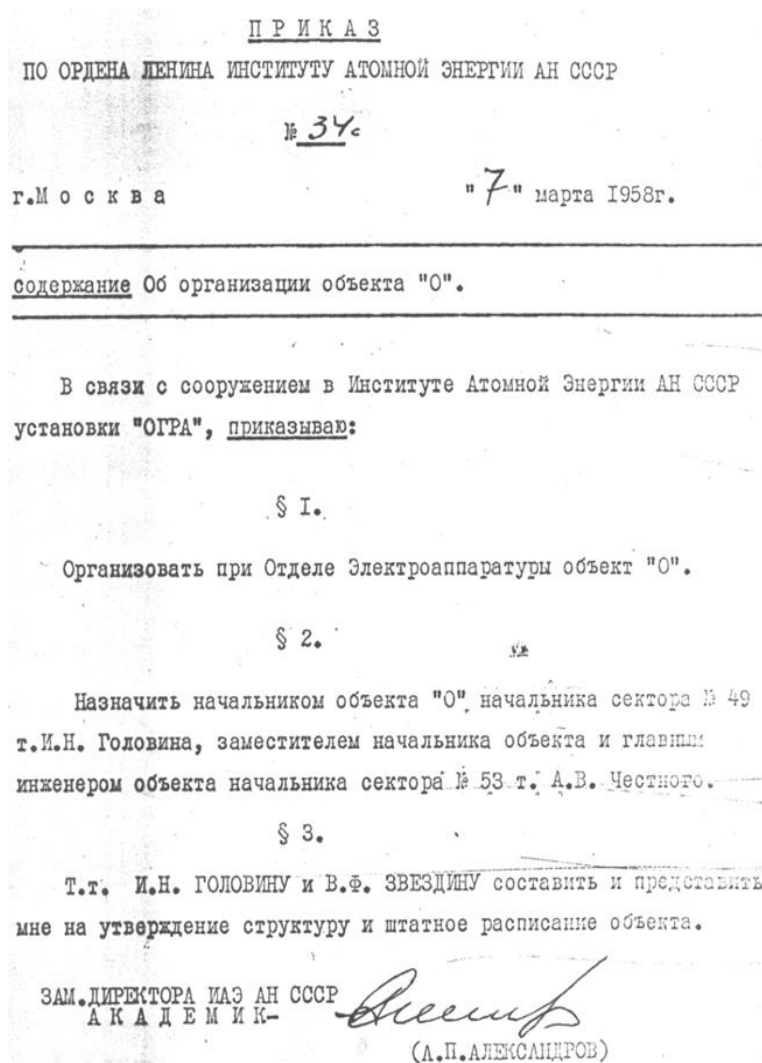 П Р И К А З
ПО ОРДЕНА ЛЕНИНА ИНСТИТУТУ АТОМНОЙ ЭНЕРГИИ АН СССР
№ 34с
г.М о с к в а "7" марта 1958г.
содержание Об организации объекта "О".
В связи с сооружением в Институте Атомной Энергии АН СССР
установки "ОГРА", приказываю:
§ I.
Организовать при Отделе Электроаппаратуры объект "О".
§ 2.
Назначить начальником объекта "О" начальника сектора № 49
т.И.Н. Головина, заместителем начальника объекта и главным
инженером объекта начальника сектора № 53 т. А.В. Честного.
§ 3.
Т.т. И.Н. ГОЛОВИНУ и В.Ф. ЗВЕЗДИНУ составить и представить
мне на утверждение структуру и штатное расписание объекта.
ЗАМ.ДИРЕКТОРА ИАЭ АН СССР
А К А Д Е М И К-
(А.П.АЛЕКСАНДРОВ)